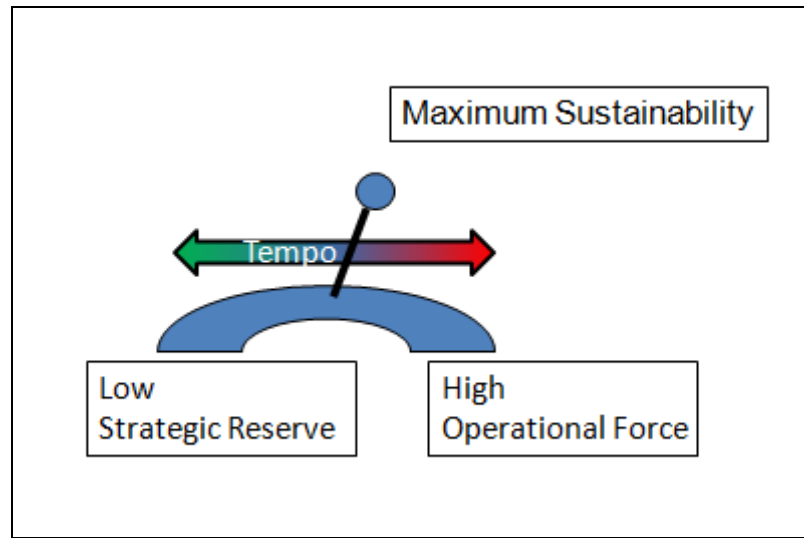 Maximum Sustainability
Tempo
Low
Strategic Reserve
High
Operational Force